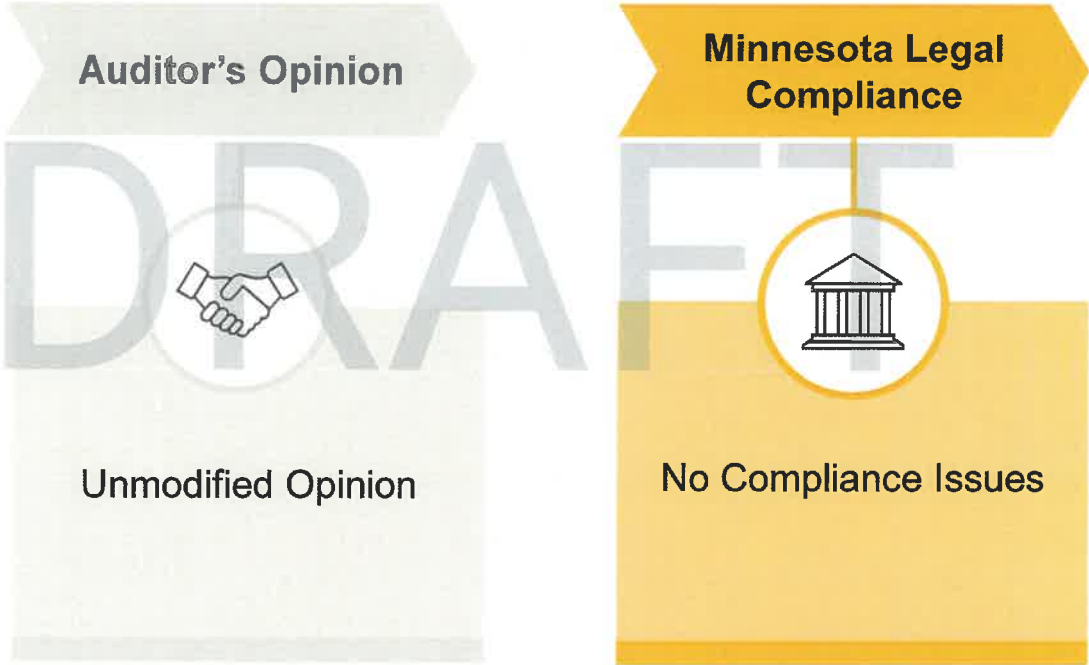 Auditor's Opinion
Minnesota Legal
Compliance
DRAFT
Unmodified Opinion
No Compliance Issues